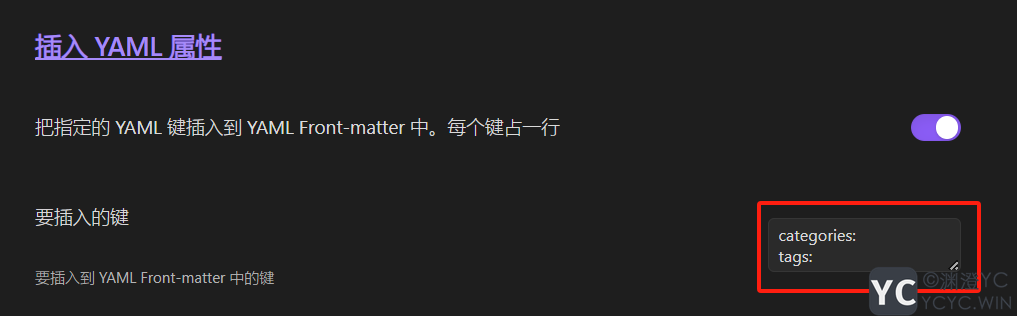 插入 YAML 属性
把指定的 YAML 键插入到 YAML Front-matter 中。每个键占一行
要插入的键
categories:
tags:
要插入到 YAML Front-matter 中的键
YC
©渊澄YC
YCYC.WIN